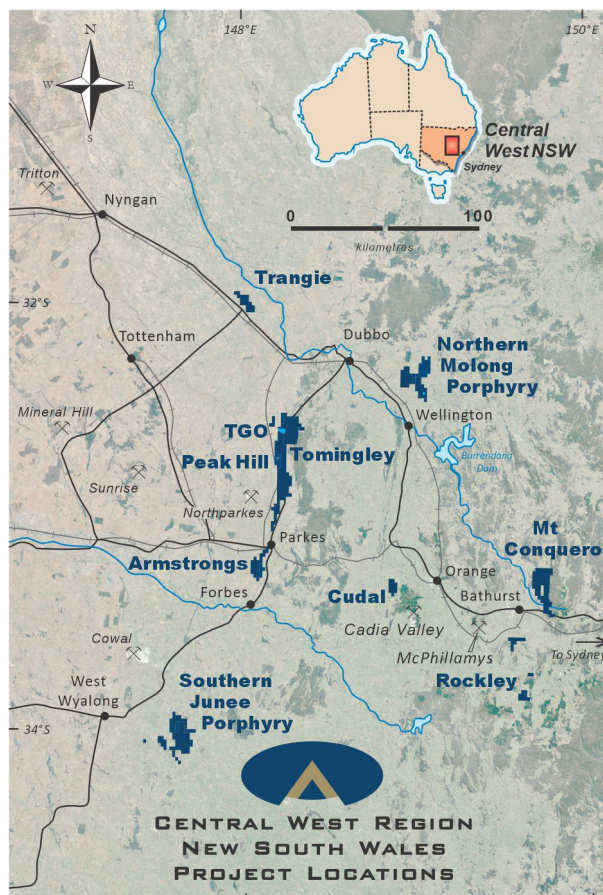 148°E
150°E
N
W
E
S
Central
West NSW
Sydney
0
100
kilometres
Tritton
Nyngan
Trangie
32°S
Dubbo
Tottenham
Northern
Molong
Porphyry
Mineral Hill
Wellington
TGO
Tomingley
Peak Hill
Burrendong
Dam
Sunrise
Northparkes
Mt
Conqueror
Parkes
Armstrongs
Orange
Bathurst
Forbes
Cudal
Cadia Valley
Cowal
McPhillamys
To Sydney
Rockley
West
Wyalong
Southern
Junee
Porphyry
34°S
Central West Region
New South Wales
Project Locations